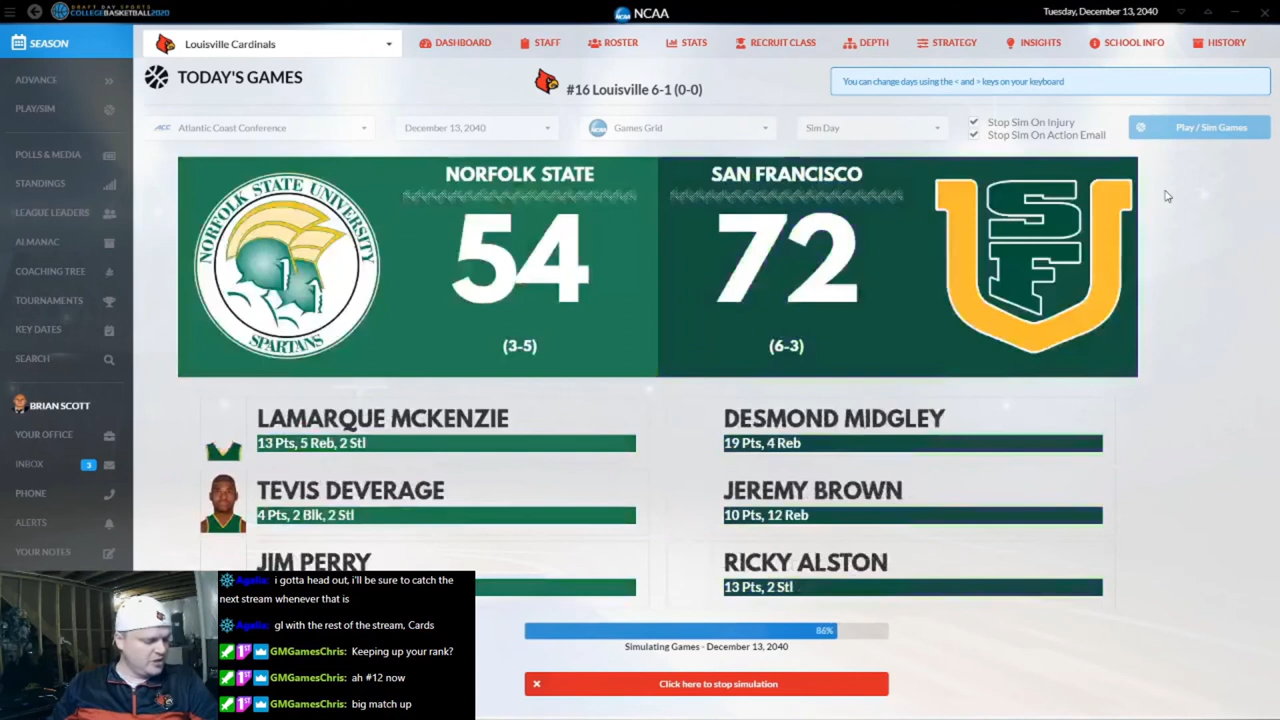 DRAFT DAY SPORTS
COLLEGE BASKETBALL 2020
NCAA
Tuesday, December 13, 2040
SEASON
Louisville Cardinals
DASHBOARD
STAFF
ROSTER
STATS
RECRUIT CLASS
DEPTH
STRATEGY
INSIGHTS
SCHOOL INFO
HISTORY
ADVANCE
PLAY/SIM
POLLS & MEDIA
STANDINGS
LEAGUE LEADERS
ALMANAC
COACHING TREE
TOURNAMENTS
KEY DATES
SEARCH
BRIAN SCOTT
YOUR OFFICE
INBOX 3
PHONE
ALERTS
YOUR NOTES
TODAY'S GAMES
#16 Louisville 6-1 (0-0)
You can change days using the < and > keys on your keyboard
ACC Atlantic Coast Conference
December 13, 2040
Games Grid
Sim Day
Stop Sim On Injury
Stop Sim On Action Email
Play / Sim Games
NORFOLK STATE UNIVERSITY
SPARTANS
NORFOLK STATE
54
(3-5)
SAN FRANCISCO
72
(6-3)
SF
LAMARQUE MCKENZIE
13 Pts, 5 Reb, 2 Stl
TEVIS DEVERAGE
4 Pts, 2 Blk, 2 Stl
JIM PERRY
DESMOND MIDGLEY
19 Pts, 4 Reb
JEREMY BROWN
10 Pts, 12 Reb
RICKY ALSTON
13 Pts, 2 Stl
86%
Simulating Games - December 13, 2040
Click here to stop simulation
Agalia: i gotta head out, i'll be sure to catch the
next stream whenever that is
Agalia: gl with the rest of the stream, Cards
GMGamesChris: Keeping up your rank?
GMGamesChris: ah #12 now
GMGamesChris: big match up